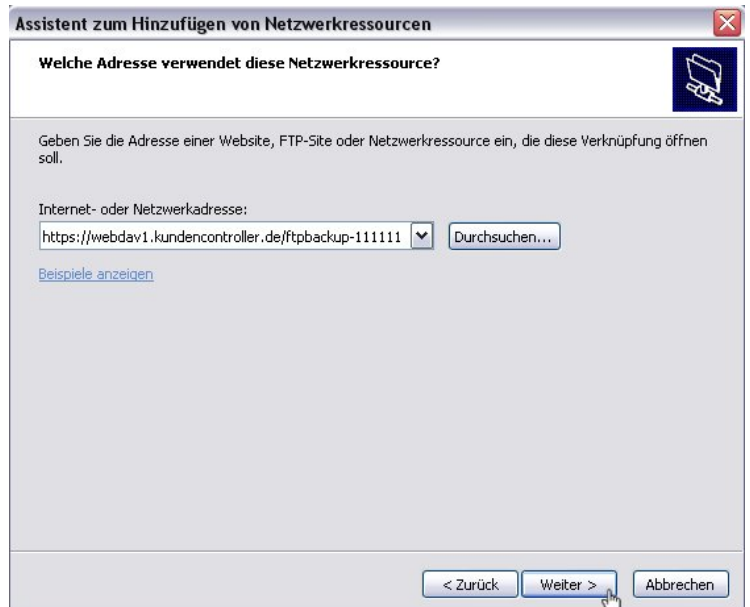 Assistent zum Hinzufügen von Netzwerkressourcen
Welche Adresse verwendet diese Netzwerkressource?
Geben Sie die Adresse einer Website, FTP-Site oder Netzwerkressource ein, die diese Verknüpfung öffnen
soll.
Internet- oder Netzwerkadresse:
https://webdav1.kundencontroller.de/ftpbackup-111111 Durchsuchen...
Beispiele anzeigen
< Zurück Weiter > Abbrechen